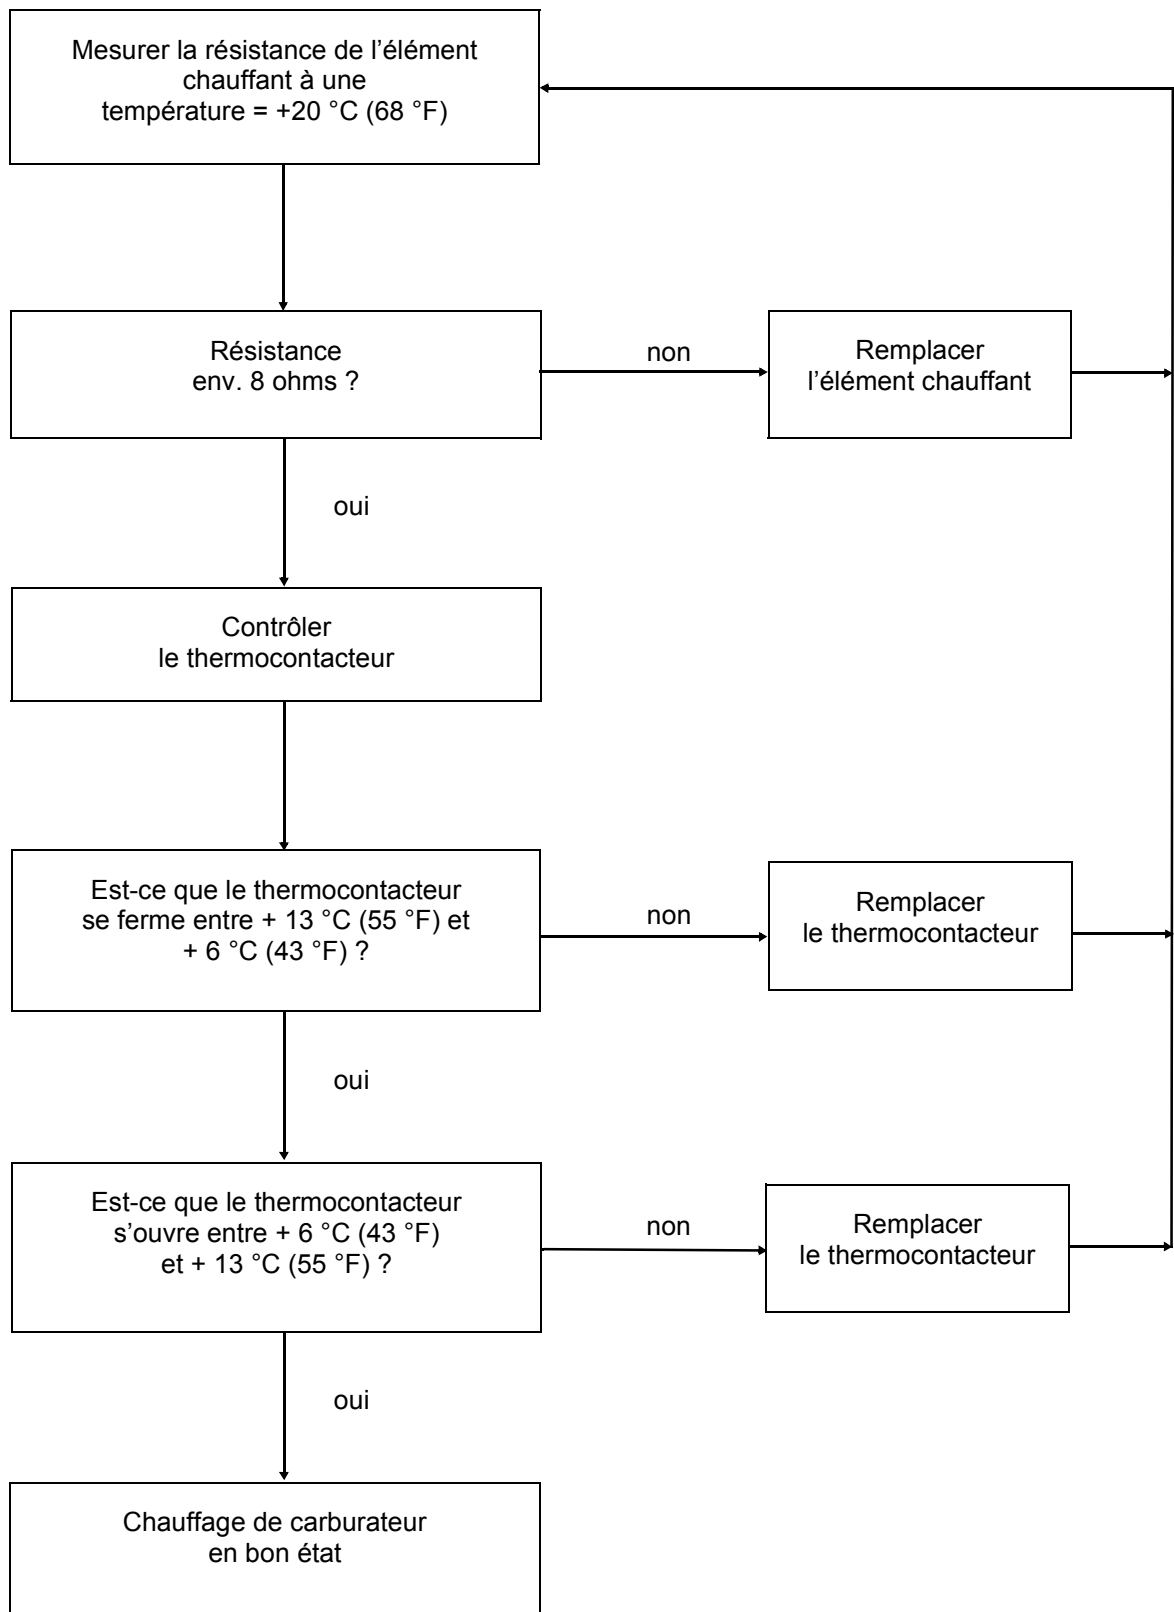 Mesurer la résistance de l’élément
chauffant à une
température = +20 °C (68 °F)
Résistance
env. 8 ohms ?
non
Remplacer
l’élément chauffant
oui
Contrôler
le thermocontacteur
Est-ce que le thermocontacteur
se ferme entre + 13 °C (55 °F) et
+ 6 °C (43 °F) ?
non
Remplacer
le thermocontacteur
oui
Est-ce que le thermocontacteur
s’ouvre entre + 6 °C (43 °F)
et + 13 °C (55 °F) ?
non
Remplacer
le thermocontacteur
oui
Chauffage de carburateur
en bon état